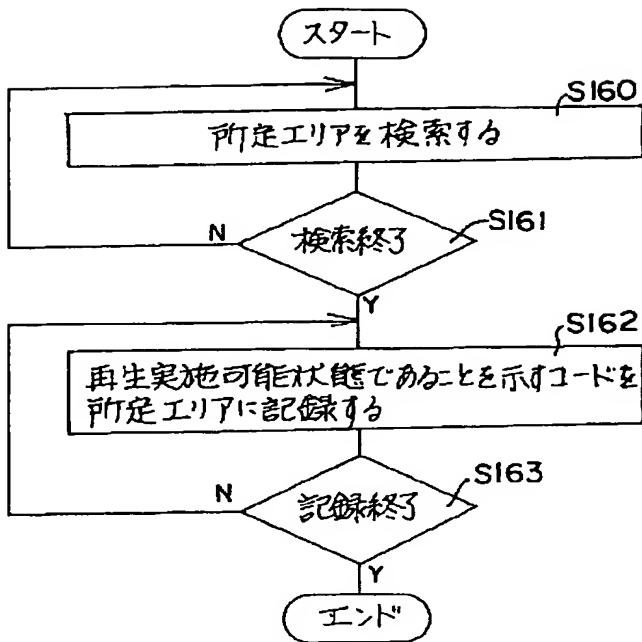 スタート
S160
所定エリアを検索する
検索終了
S161
N
Y
S162
再生実施可能状態であることを示すコードを
所定エリアに記録する
記録終了
S163
N
Y
エンド